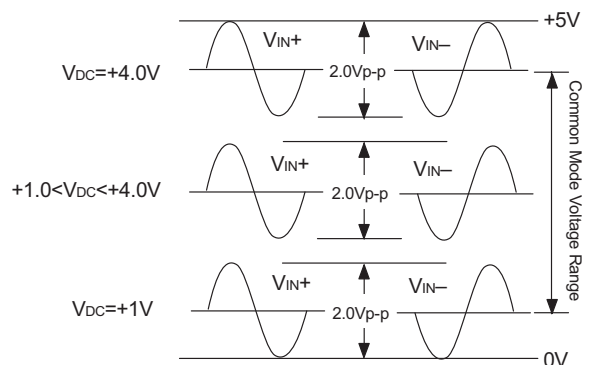 +5V
VIN+
VIN–
VDC=+4.0V
2.0Vp-p
Common Mode Voltage Range
VIN+
VIN–
+1.0<VDC<+4.0V
2.0Vp-p
VIN+
VIN–
VDC=+1V
2.0Vp-p
0V